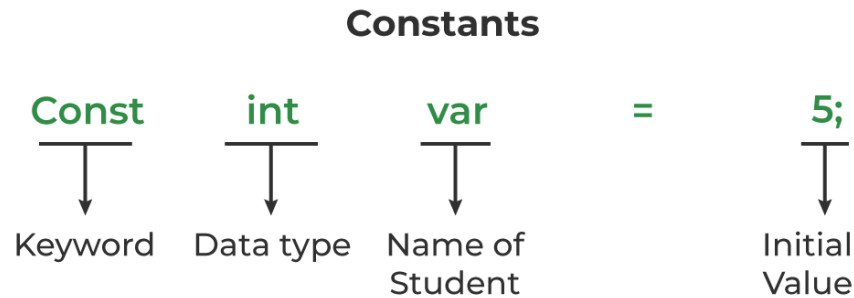 Constants
Const int var = 5;
Keyword Data type Name of Student Initial Value